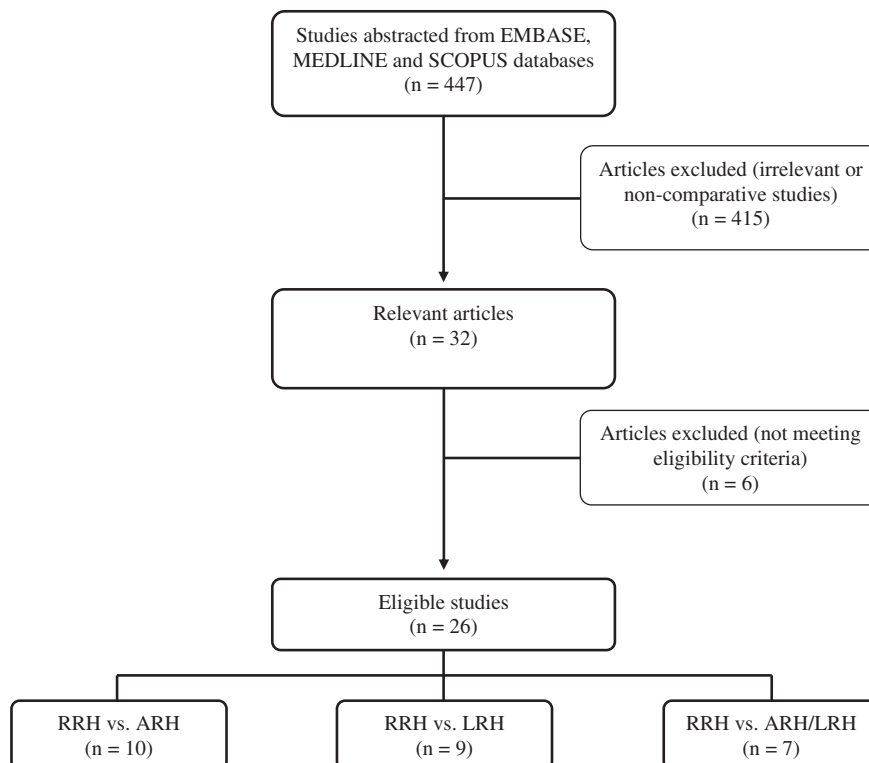 Studies abstracted from EMBASE,
MEDLINE and SCOPUS databases
(n = 447)
Articles excluded (irrelevant or
non-comparative studies)
(n = 415)
Relevant articles
(n = 32)
Articles excluded (not meeting
eligibility criteria)
(n = 6)
Eligible studies
(n = 26)
RRH vs. ARH
(n = 10)
RRH vs. LRH
(n = 9)
RRH vs. ARH/LRH
(n = 7)